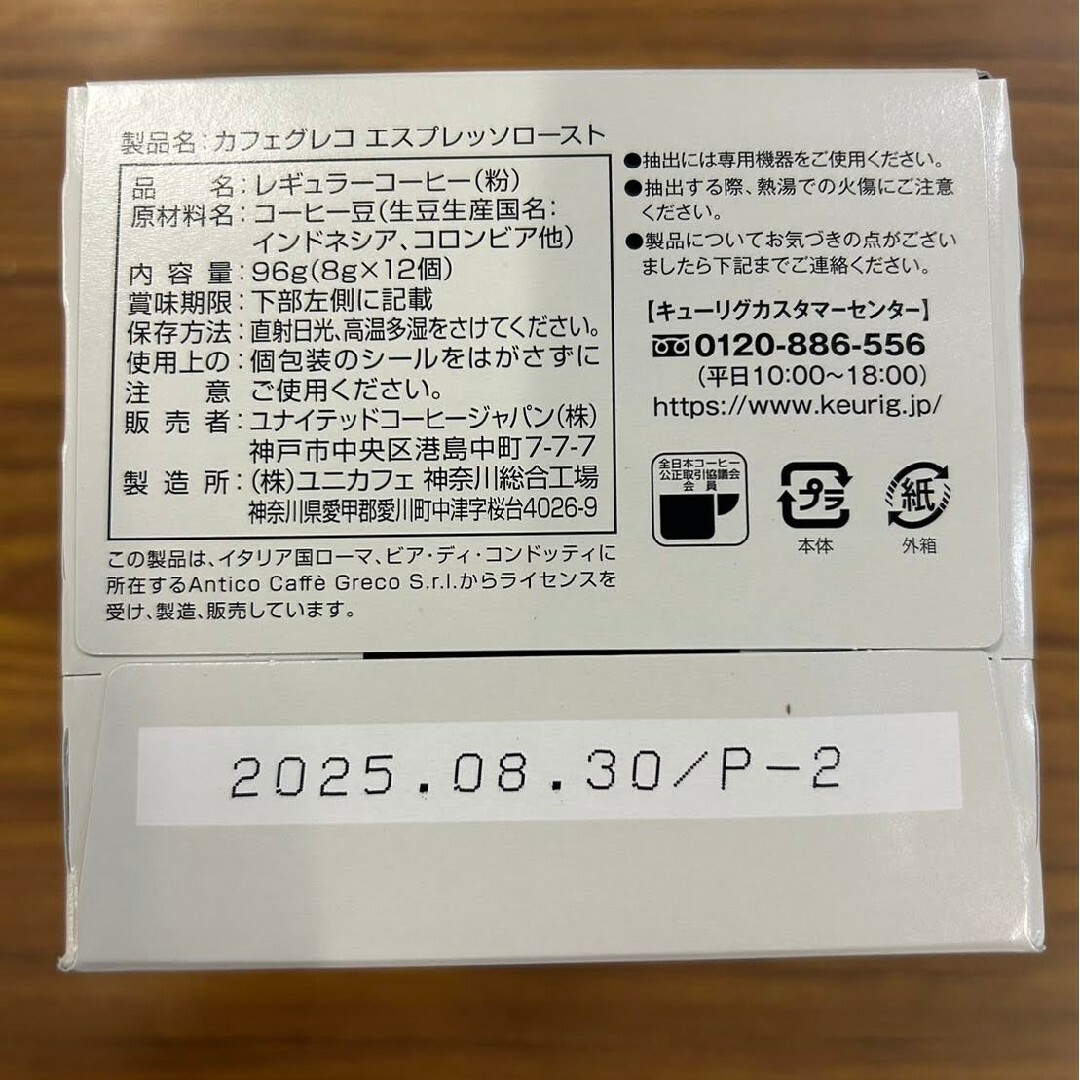 製品名：カフェグレコ エスプレッソロースト
品　　名：レギュラーコーヒー（粉）
原材料名：コーヒー豆（生豆生産国名：
インドネシア、コロンビア他）
内 容 量：96g（8g×12個）
賞味期限：下部左側に記載
保存方法：直射日光、高温多湿をさけてください。
使用上の：個包装のシールをはがさずに
注　　意　ご使用ください。
販 売 者：ユナイテッドコーヒージャパン（株）
神戸市中央区港島中町7-7-7
製 造 所：（株）ユニカフェ 神奈川総合工場
神奈川県愛甲郡愛川町中津字桜台4026-9
この製品は、イタリア国ローマ、ビア・ディ・コンドッティに
所在するAntico Caffè Greco S.r.l.からライセンスを
受け、製造、販売しています。
●抽出には専用機器をご使用ください。
●抽出する際、熱湯での火傷にご注意
ください。
●製品についてお気づきの点がござい
ましたら下記までご連絡ください。
【キューリグカスタマーセンター】
0120-886-556
（平日10:00～18:00）
https://www.keurig.jp/
全日本コーヒー
公正取引協議会
会員
プラ
本体
紙
外箱
2025.08.30/P-2